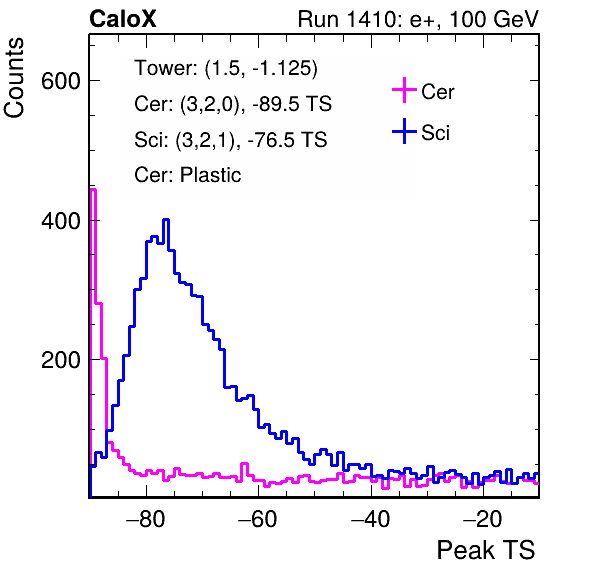 CaloX Run 1410: e+, 100 GeV
Counts
Tower: (1.5, -1.125)
Cer: (3,2,0), -89.5 TS
Sci: (3,2,1), -76.5 TS
Cer: Plastic
Cer
Sci
600
400
200
−80 −60 −40 −20
Peak TS